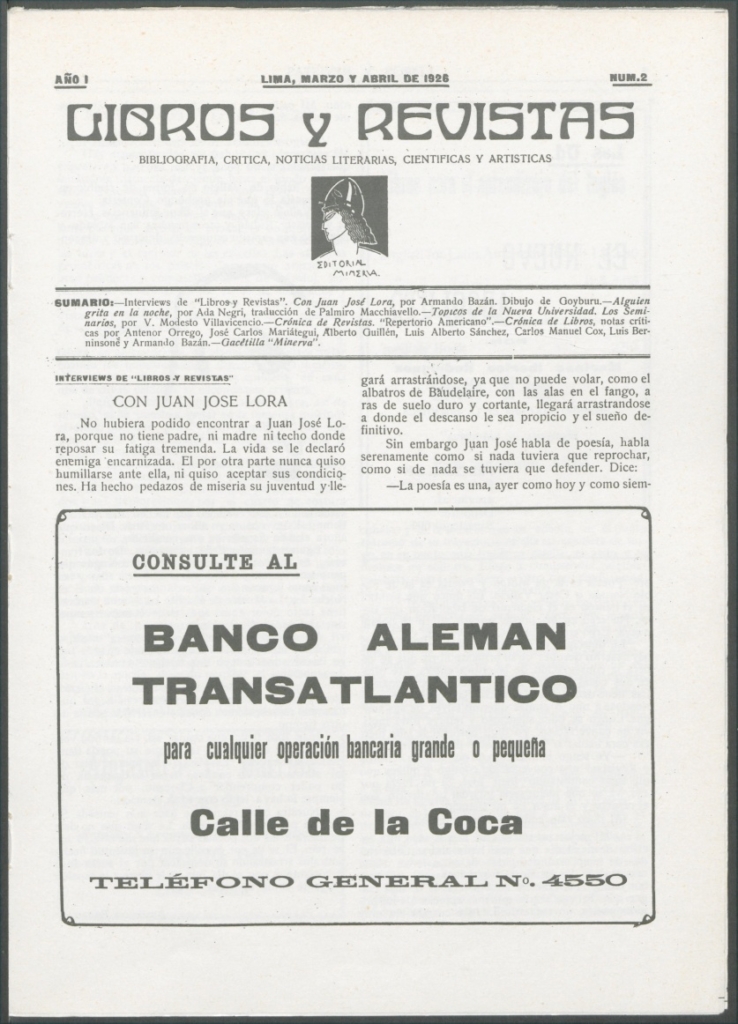 AÑO I
LIMA, MARZO Y ABRIL DE 1926
NUM.2
LIBROS y REVISTAS
BIBLIOGRAFIA, CRITICA, NOTICIAS LITERARIAS, CIENTIFICAS Y ARTISTICAS
EDITORIAL
MINERVA
SUMARIO:—Interviews de "Libros y Revistas". Con Juan José Lora, por Armando Bazán. Dibujo de Goyburu.—Alguien
grita en la noche, por Ada Negri, traducción de Palmiro Macchiavello.—Topicos de la Nueva Universidad. Los Semi-
narios, por V. Modesto Villavicencio.—Crónica de Revistas. "Repertorio Americano".—Crónica de Libros, notas críti-
cas por Antenor Orrego, José Carlos Mariátegui, Alberto Guillén, Luis Alberto Sánchez, Carlos Manuel Cox, Luis Ber-
ninsone y Armando Bazán.—Gacétilla "Minerva".
INTERVIEWS DE "LIBROS Y REVISTAS"
CON JUAN JOSE LORA
No hubiera podido encontrar a Juan José Lo-
ra, porque no tiene padre, ni madre ni techo donde
reposar su fatiga tremenda. La vida se le declaró
enemiga encarnizada. El por otra parte nunca quiso
humillarse ante ella, ni quiso aceptar sus condicio-
nes. Ha hecho pedazos de miseria su juventud y lle-
gará arrastrándose, ya que no puede volar, como el
albatros de Baudelaire, con las alas en el fango, a
ras de suelo duro y cortante, llegará arrastrandose
a donde el descanso le sea propicio y el sueño de-
finitivo.
Sin embargo Juan José habla de poesía, habla
serenamente como si nada tuviera que reprochar,
como si de nada se tuviera que defender. Dice:
—La poesía es una, ayer como hoy y como siem-
CONSULTE AL
BANCO ALEMAN
TRANSATLANTICO
para cualquier operación bancaria grande o pequeña
Calle de la Coca
TELÉFONO GENERAL Nº. 4550